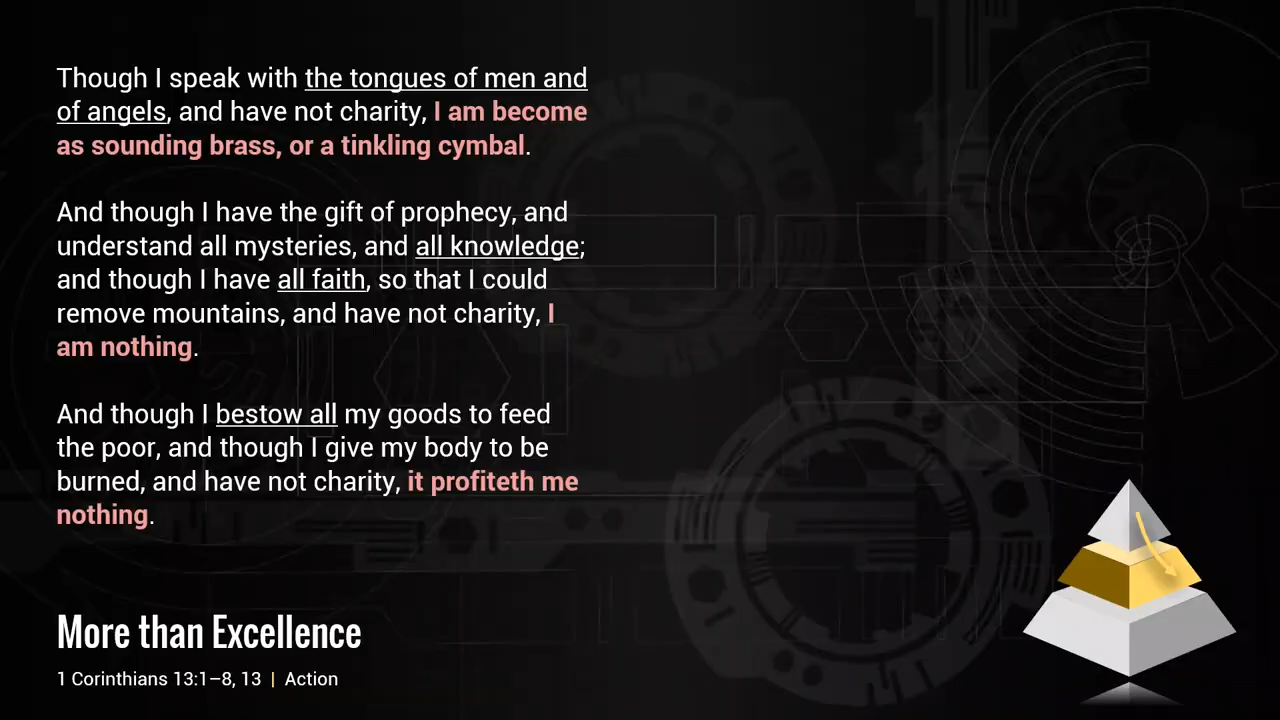 Though I speak with the tongues of men and
of angels, and have not charity, I am become
as sounding brass, or a tinkling cymbal.
And though I have the gift of prophecy, and
understand all mysteries, and all knowledge;
and though I have all faith, so that I could
remove mountains, and have not charity, I
am nothing.
And though I bestow all my goods to feed
the poor, and though I give my body to be
burned, and have not charity, it profiteth me
nothing.
More than Excellence
1 Corinthians 13:1–8, 13 | Action